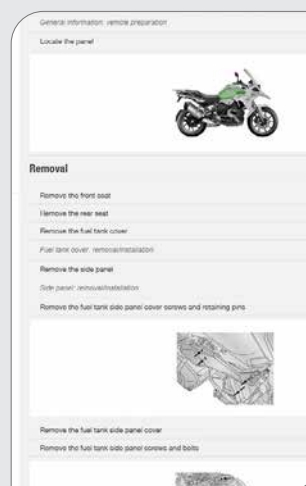 General information: vehicle preparation
Locate the panel
Removal
Remove the front seat
Remove the rear seat
Remove the fuel tank cover
Fuel tank cover: removal/installation
Remove the side panel
Side panel: removal/installation
Remove the fuel tank side panel cover screws and retaining pins
Remove the fuel tank side panel cover
Remove the fuel tank side panel screws and bolts